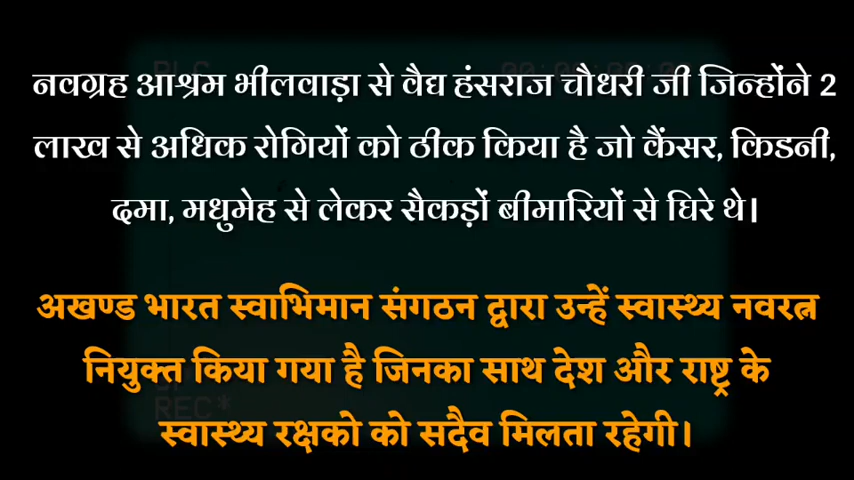 नवग्रह आश्रम भीलवाड़ा से वैद्य हंसराज चौधरी जी जिन्होंने 2
लाख से अधिक रोगियों को ठीक किया है जो कैंसर, किडनी,
दमा, मधुमेह से लेकर सैकड़ों बीमारियों से घिरे थे।
अखण्ड भारत स्वाभिमान संगठन द्वारा उन्हें स्वास्थ्य नवरत्न
नियुक्त किया गया है जिनका साथ देश और राष्ट्र के
REC*
स्वास्थ्य रक्षको को सदैव मिलता रहेगी।